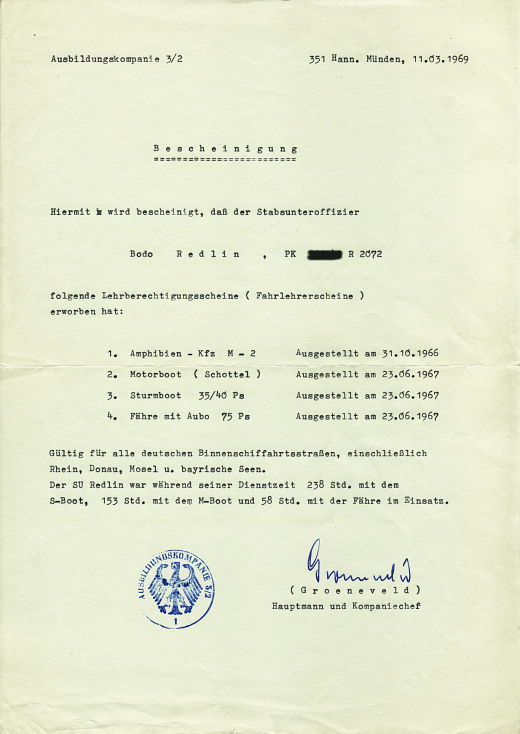 Ausbildungskompanie 3/2 351 Hann. Münden, 11.03.1969
B e s c h e i n i g u n g
=========================
Hiermit wird bescheinigt, daß der Stabsunteroffizier
Bodo R e d l i n , PK R 2072
folgende Lehrberechtigungsscheine ( Fahrlehrerscheine )
erworben hat:
1. Amphibien - Kfz M - 2 Ausgestellt am 31.10.1966
2. Motorboot ( Schottel ) Ausgestellt am 23.06.1967
3. Sturmboot 35/40 Ps Ausgestellt am 23.06.1967
4. Fähre mit Aubo 75 Ps Ausgestellt am 23.06.1967
Gültig für alle deutschen Binnenschiffahrtsstraßen, einschließlich
Rhein, Donau, Mosel u. bayrische Seen.
Der SU Redlin war während seiner Dienstzeit 238 Std. mit dem
S-Boot, 153 Std. mit dem M-Boot und 58 Std. mit der Fähre im Einsatz.
AUSBILDUNGSKOMPANIE 3/2
1
( G r o e n e v e l d )
Hauptmann und Kompaniechef